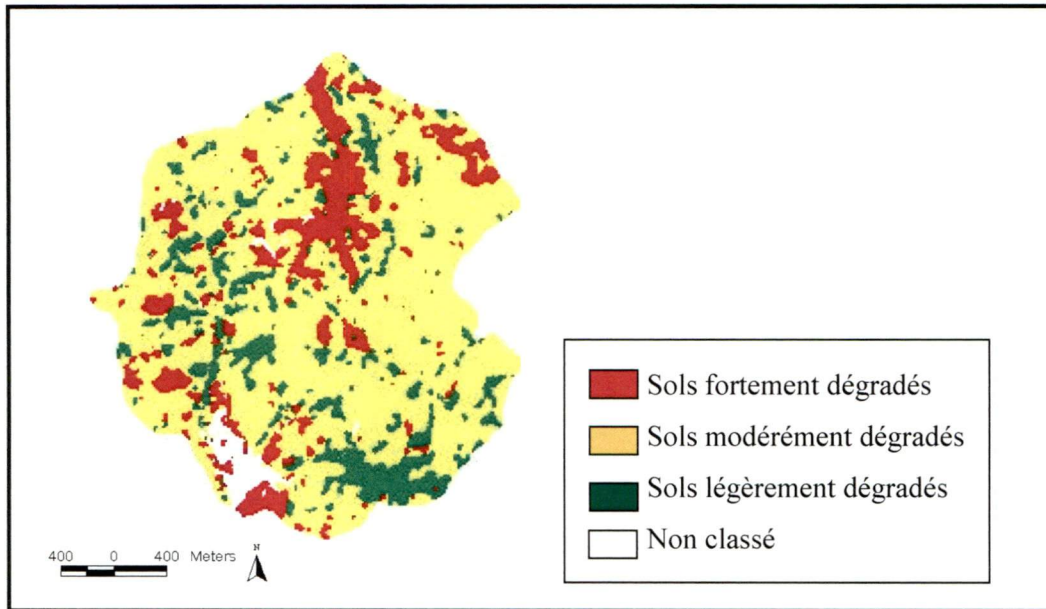 Sols fortement dégradés
Sols modérément dégradés
Sols légèrement dégradés
Non classé
400 0 400 Meters
N